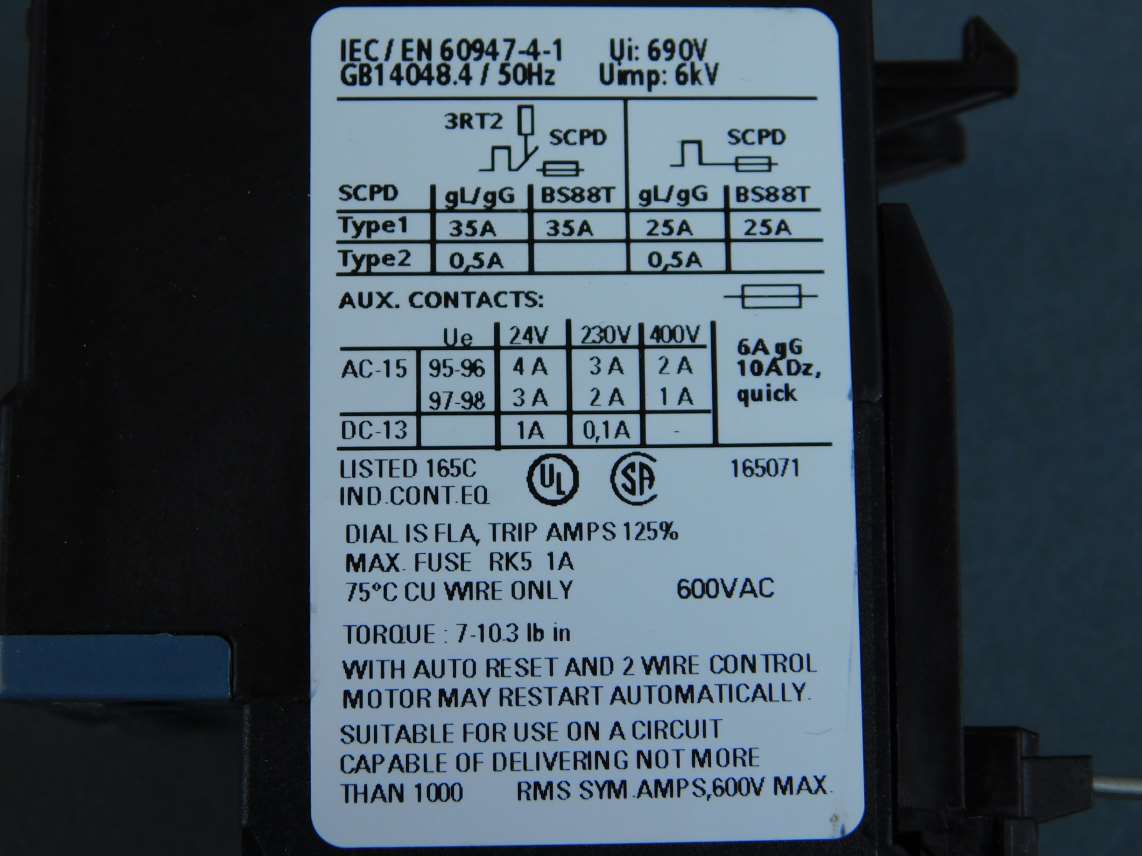 IEC/EN 60947-4-1 Ui: 690V
GB14048.4 / 50Hz Uimp: 6kV
3RT2 SCPD SCPD
SCPD gL/gG BS88T gL/gG BS88T
Type1 35A 35A 25A 25A
Type2 0,5A 0,5A
AUX. CONTACTS:
Ue 24V 230V 400V
AC-15 95-96 4 A 3 A 2 A
97-98 3 A 2 A 1 A
DC-13 1A 0,1A -
6A gG
10A Dz,
quick
LISTED 165C UL SA 165071
IND.CONT.EQ
DIAL IS FLA, TRIP AMPS 125%
MAX. FUSE RK5 1A
75°C CU WIRE ONLY 600VAC
TORQUE : 7-10.3 lb in
WITH AUTO RESET AND 2 WIRE CONTROL
MOTOR MAY RESTART AUTOMATICALLY.
SUITABLE FOR USE ON A CIRCUIT
CAPABLE OF DELIVERING NOT MORE
THAN 1000 RMS SYM.AMPS,600V MAX.